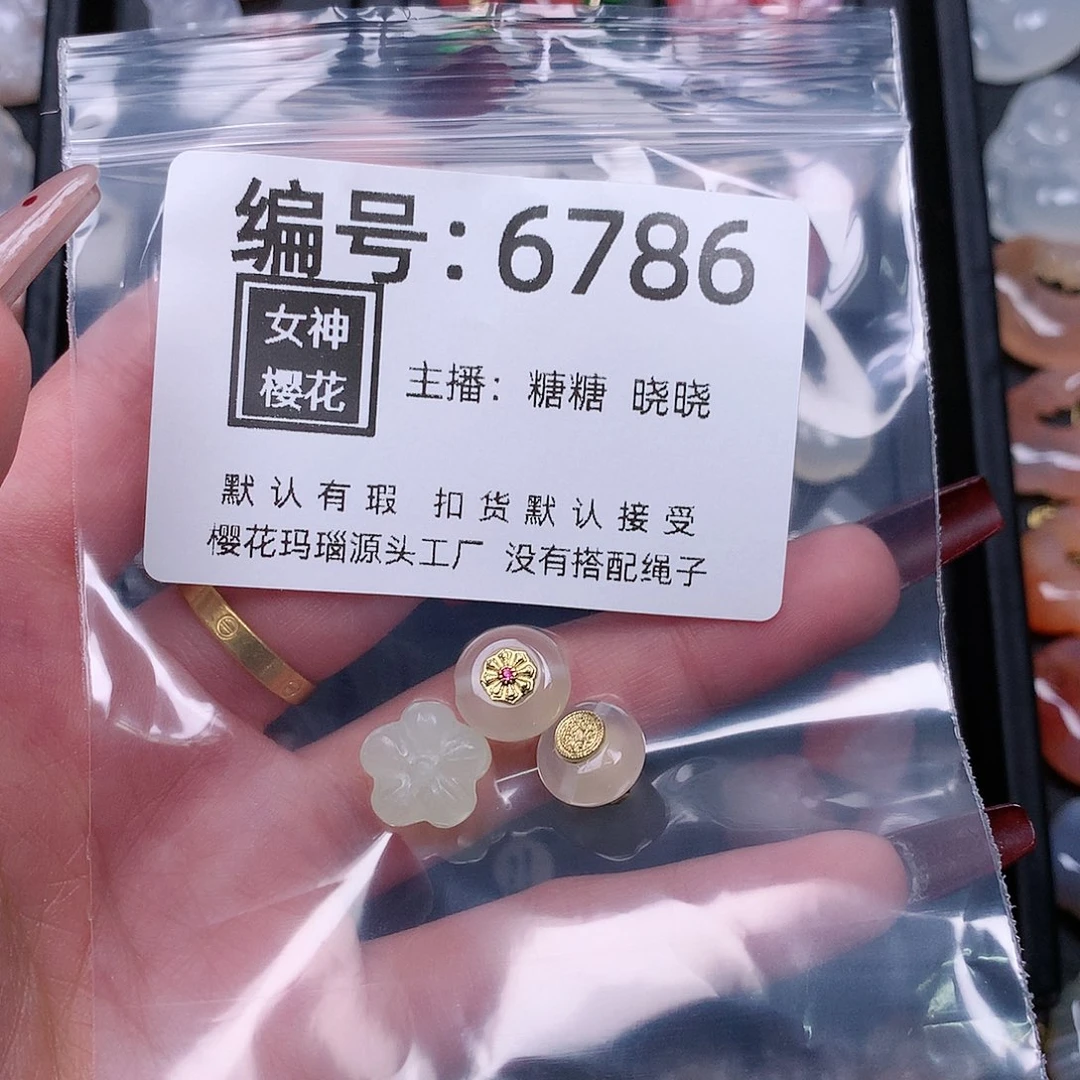 编号:6786
女神
樱花
主播: 糖糖 晓晓
默认有瑕 扣货默认接受
樱花玛瑙源头工厂 没有搭配绳子